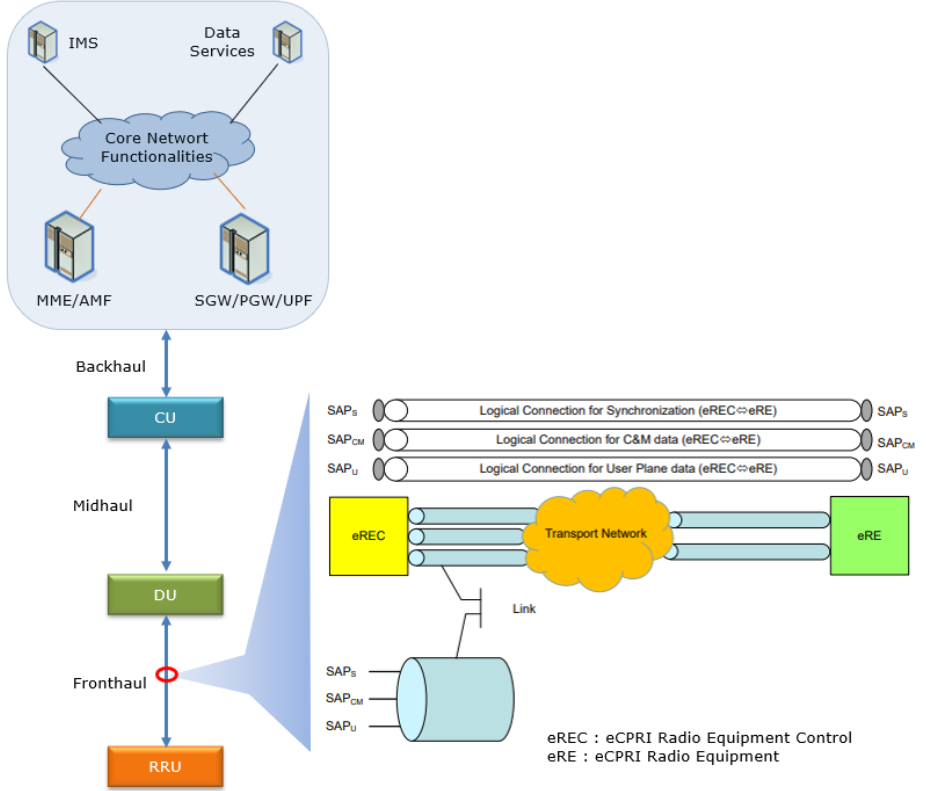 IMS
Data
Services
Core Networt
Functionalities
MME/AMF
SGW/PGW/UPF
Backhaul
CU
Midhaul
DU
Fronthaul
RRU
SAPS
Logical Connection for Synchronization (eREC⇔eRE)
SAPS
SAPCM
Logical Connection for C&M data (eREC⇔eRE)
SAPCM
SAPU
Logical Connection for User Plane data (eREC⇔eRE)
SAPU
eREC
Transport Network
eRE
Link
SAPS
SAPCM
SAPU
eREC : eCPRI Radio Equipment Control
eRE : eCPRI Radio Equipment